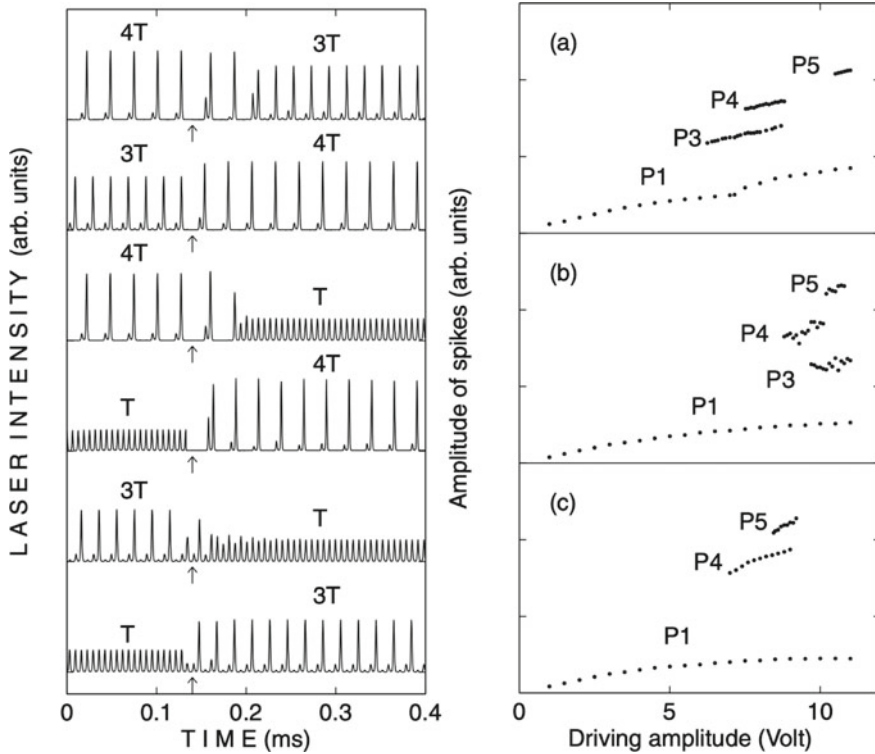 LASER INTENSITY (arb. units)
4T 3T
3T 4T
4T T
T 4T
3T T
T 3T
0 0.1 0.2 0.3 0.4
TIME (ms)
Amplitude of spikes (arb. units)
(a)
P5
P4
P3
P1
(b)
P5
P4
P3
P1
(c)
P5
P4
P1
0 5 10
Driving amplitude (Volt)